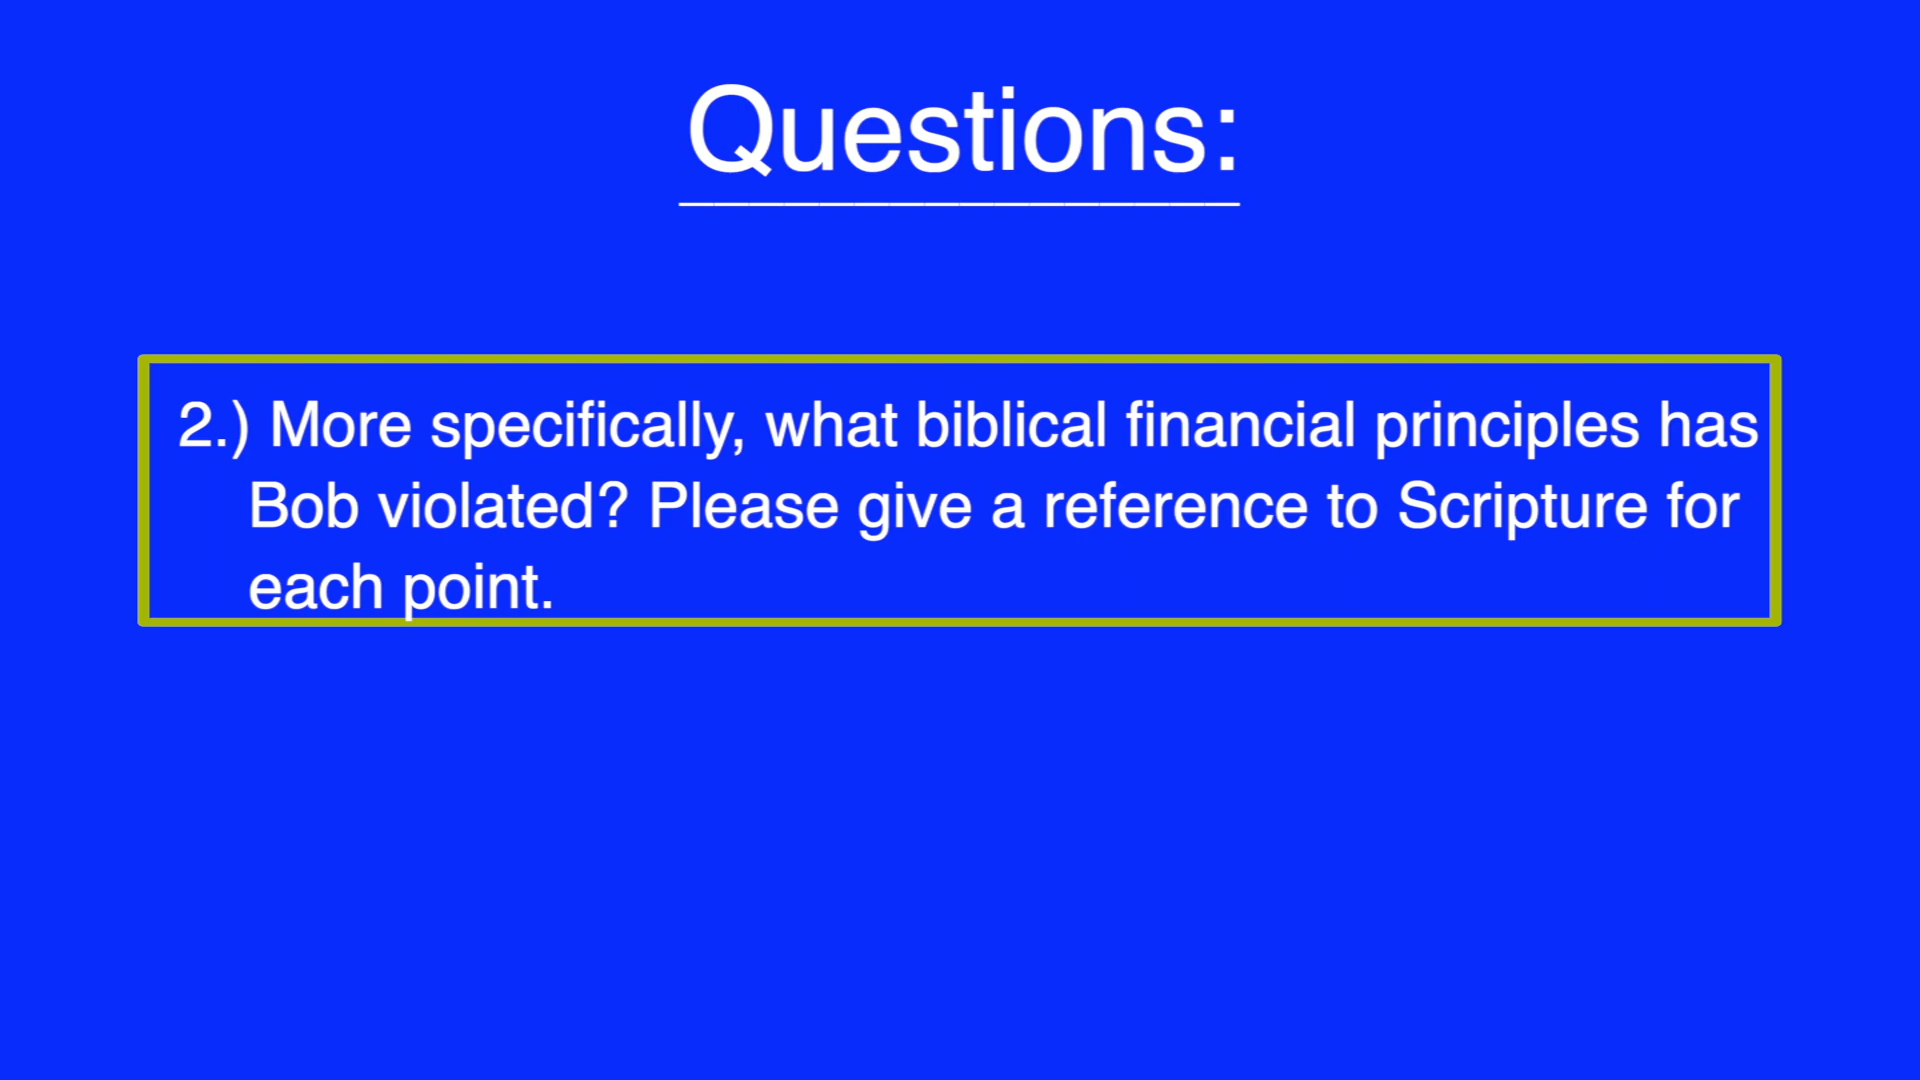 Questions:
2.) More specifically, what biblical financial principles has
Bob violated? Please give a reference to Scripture for
each point.